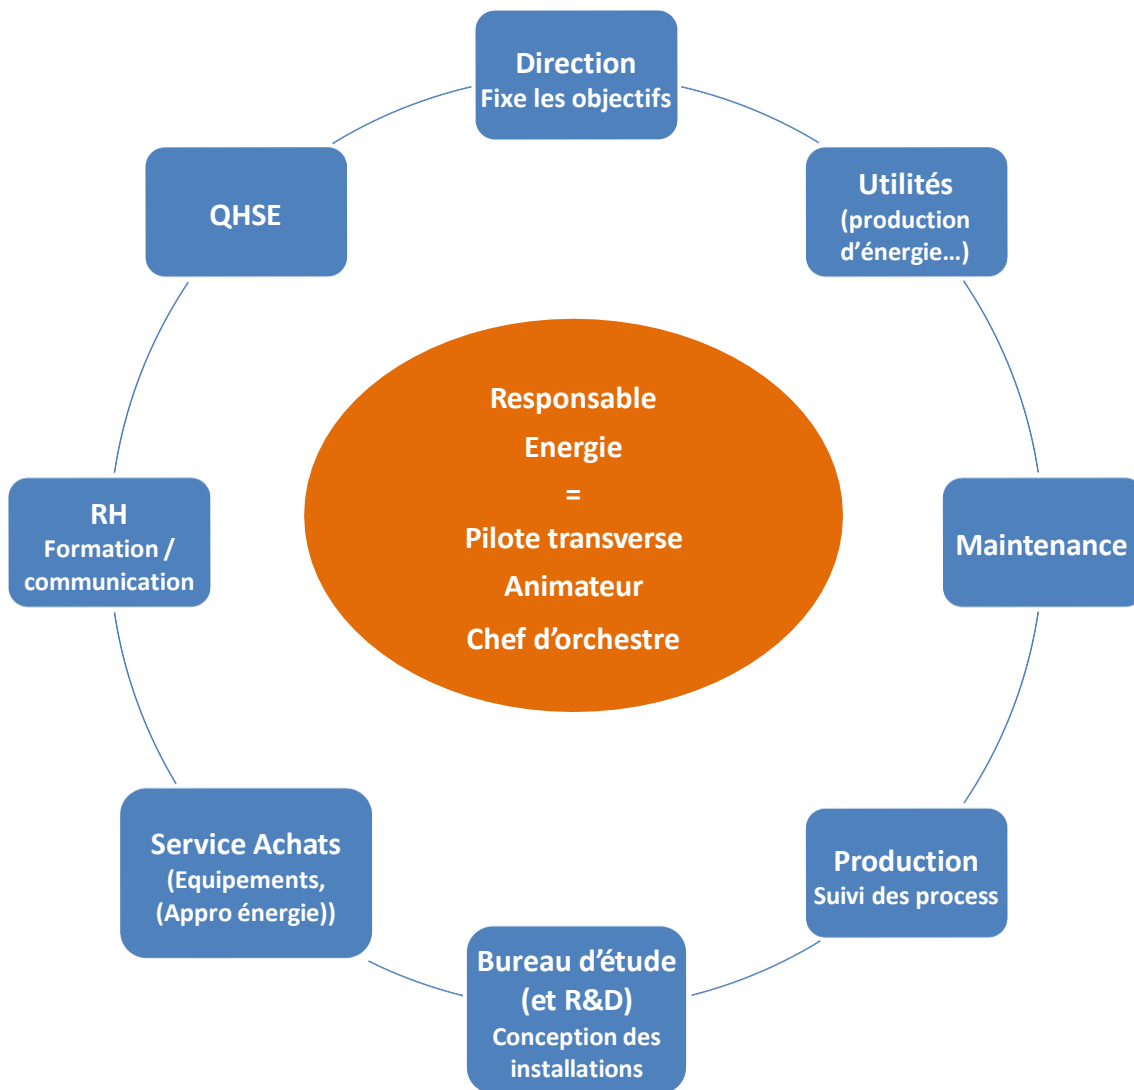 Direction
Fixe les objectifs
Utilités
(production
d’énergie…)
QHSE
Responsable
Energie
=
Pilote transverse
Animateur
Chef d’orchestre
RH
Formation /
communication
Maintenance
Service Achats
(Equipements,
(Appro énergie))
Production
Suivi des process
Bureau d’étude
(et R&D)
Conception des
installations